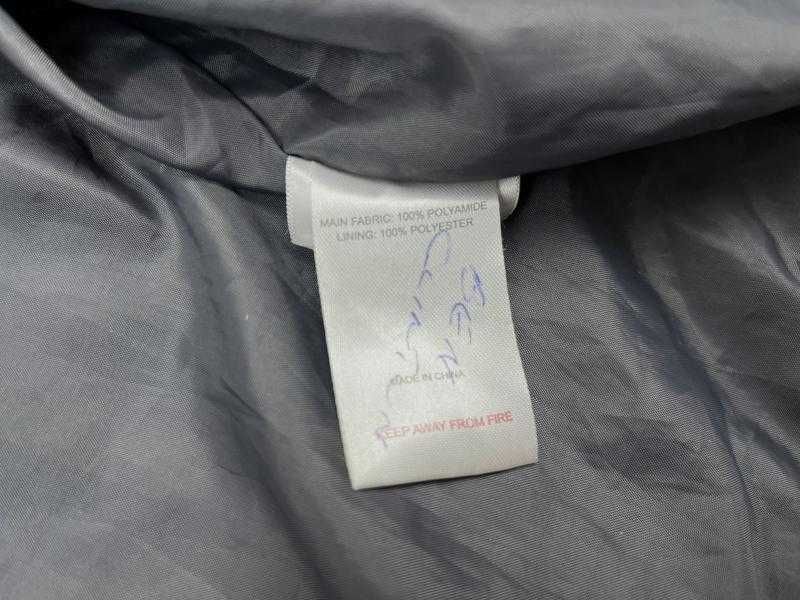 MAIN FABRIC: 100% POLYAMIDE
LINING: 100% POLYESTER
MADE IN CHINA
KEEP AWAY FROM FIRE